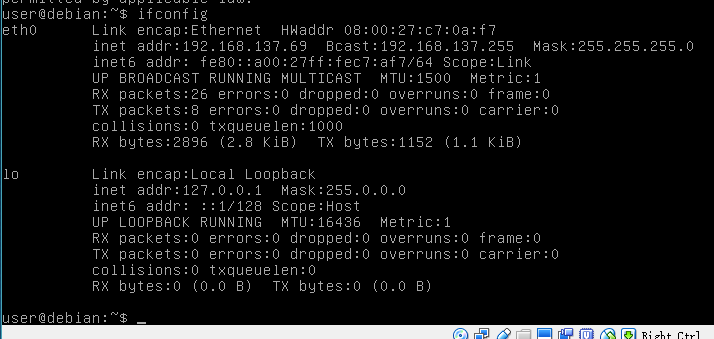 permitted by applicable law.
user@debian:~$ ifconfig
eth0      Link encap:Ethernet  HWaddr 08:00:27:c7:0a:f7
          inet addr:192.168.137.69  Bcast:192.168.137.255  Mask:255.255.255.0
          inet6 addr: fe80::a00:27ff:fec7:af7/64 Scope:Link
          UP BROADCAST RUNNING MULTICAST  MTU:1500  Metric:1
          RX packets:26 errors:0 dropped:0 overruns:0 frame:0
          TX packets:8 errors:0 dropped:0 overruns:0 carrier:0
          collisions:0 txqueuelen:1000
          RX bytes:2896 (2.8 KiB)  TX bytes:1152 (1.1 KiB)
lo        Link encap:Local Loopback
          inet addr:127.0.0.1  Mask:255.0.0.0
          inet6 addr: ::1/128 Scope:Host
          UP LOOPBACK RUNNING  MTU:16436  Metric:1
          RX packets:0 errors:0 dropped:0 overruns:0 frame:0
          TX packets:0 errors:0 dropped:0 overruns:0 carrier:0
          collisions:0 txqueuelen:0
          RX bytes:0 (0.0 B)  TX bytes:0 (0.0 B)
user@debian:~$ _
Right Ctrl